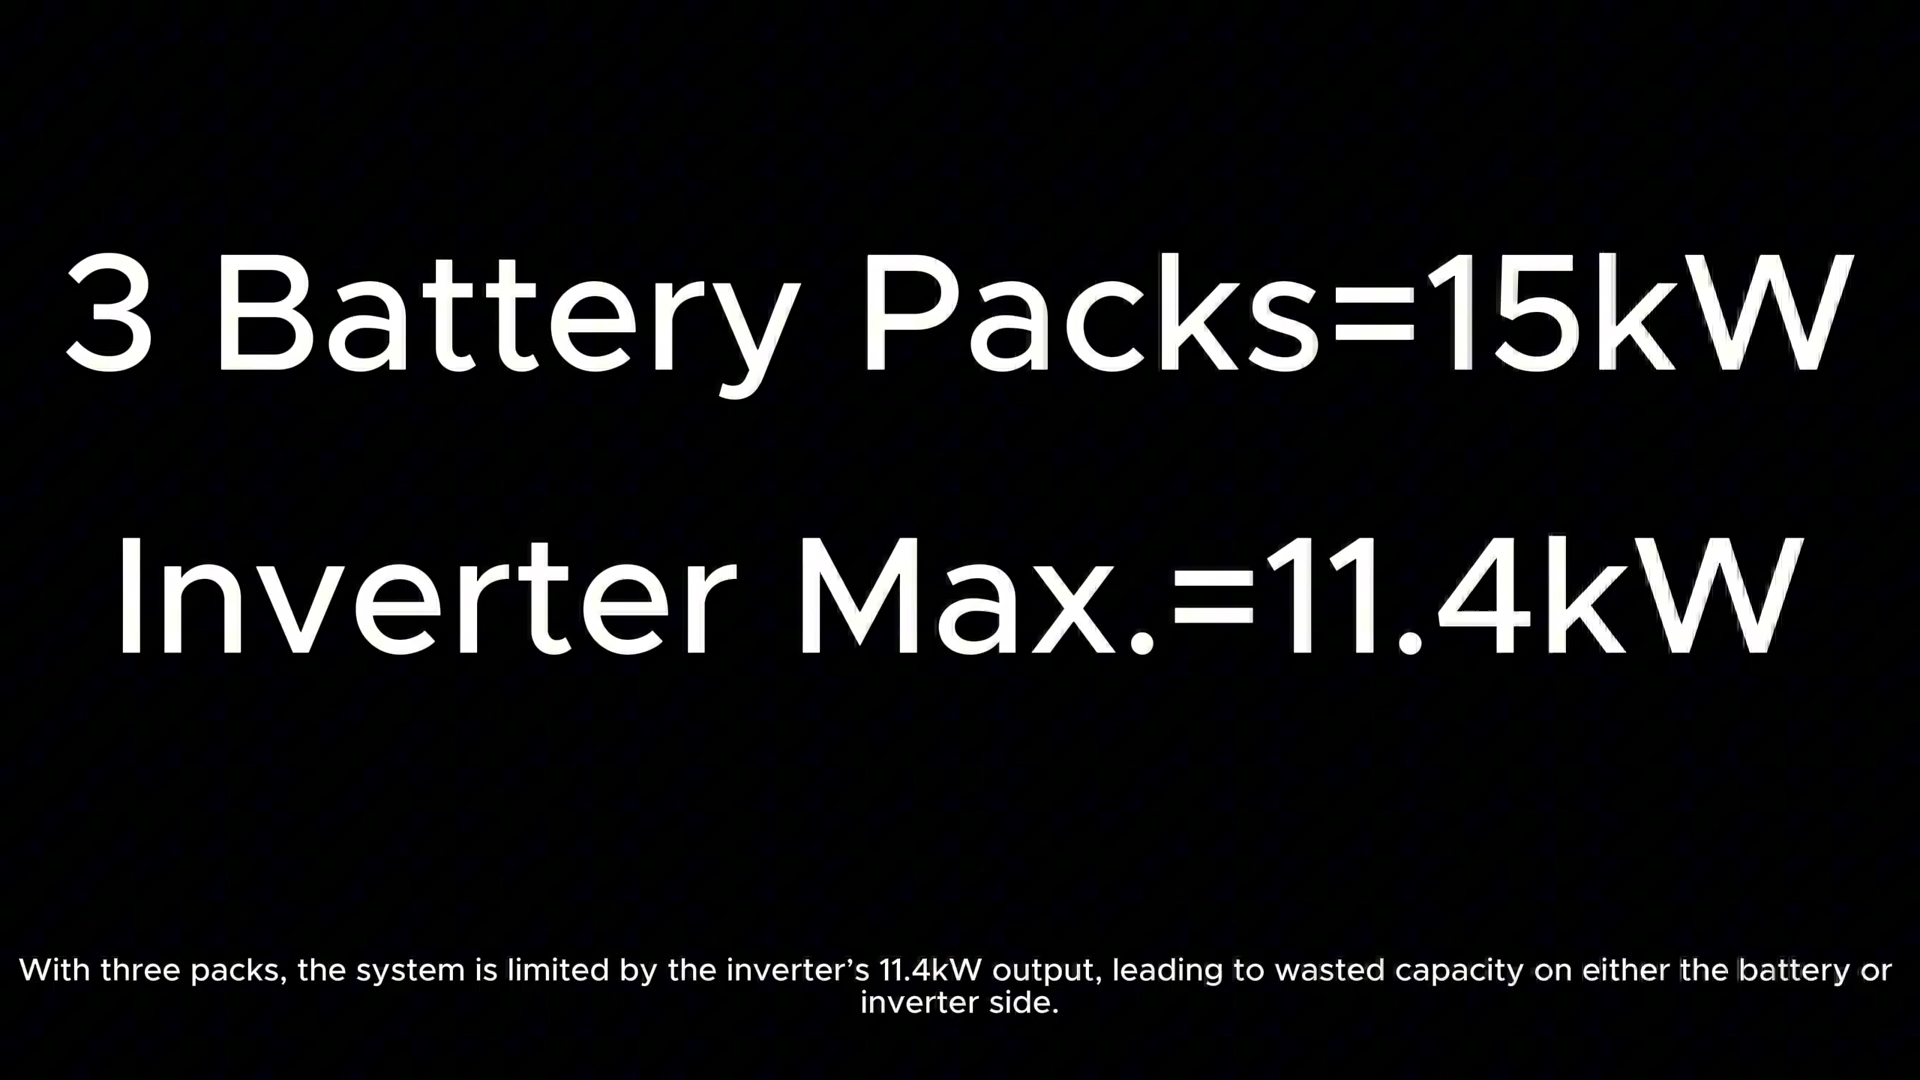 3 Battery Packs=15kW
Inverter Max.=11.4kW
With three packs, the system is limited by the inverter’s 11.4kW output, leading to wasted capacity on either the battery or
inverter side.